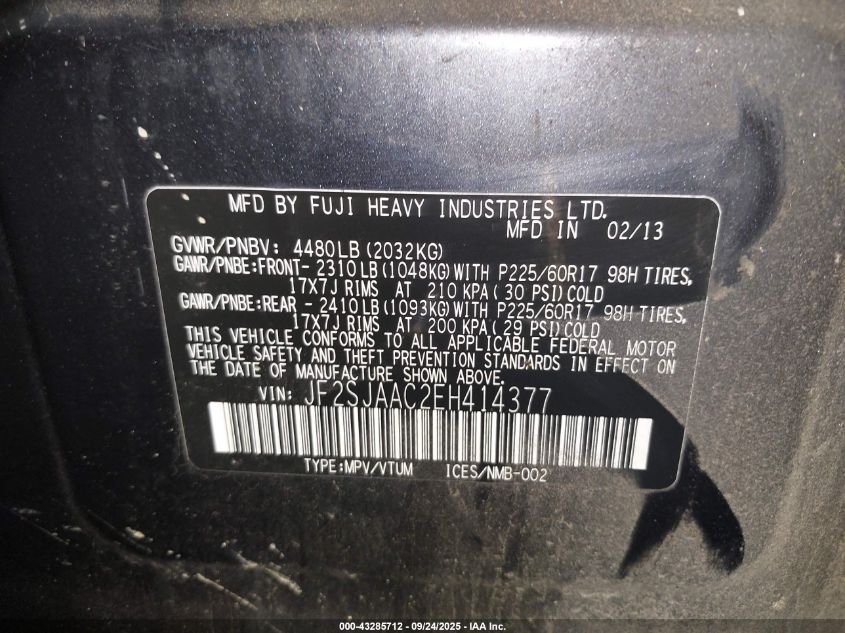 MFD BY FUJI HEAVY INDUSTRIES LTD.
MFD IN 02/13
GVWR/PNBV: 4480LB (2032KG)
GAWR/PNBE:FRONT- 2310LB (1048KG) WITH P225/60R17 98H TIRES,
17X7J RIMS AT 210 KPA ( 30 PSI) COLD
GAWR/PNBE:REAR - 2410LB (1093KG) WITH P225/60R17 98H TIRES,
17X7J RIMS AT 200 KPA ( 29 PSI) COLD
THIS VEHICLE CONFORMS TO ALL APPLICABLE FEDERAL MOTOR
VEHICLE SAFETY AND THEFT PREVENTION STANDARDS IN EFFECT ON
THE DATE OF MANUFACTURE SHOWN ABOVE.
VIN: JF2SJAAC2EH414377
TYPE:MPV/VTUM ICES/NMB-002
000-43285712 - 09/24/2025 - IAA Inc.